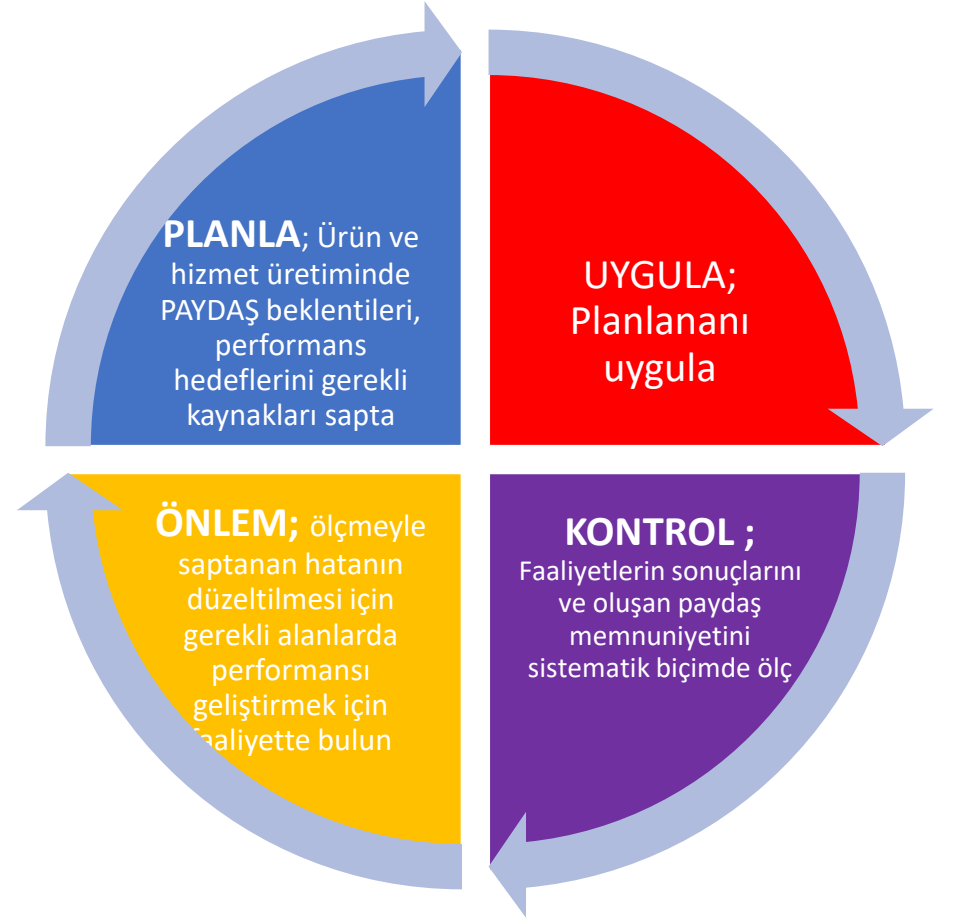 PLANLA; Ürün ve
hizmet üretiminde
PAYDAŞ beklentileri,
performans
hedeflerini gerekli
kaynakları sapta
UYGULA;
Planlananı
uygula
KONTROL ;
Faaliyetlerin sonuçlarını
ve oluşan paydaş
memnuniyetini
sistematik biçimde ölç
ÖNLEM; ölçmeyle
saptanan hatanın
düzeltilmesi için
gerekli alanlarda
performansı
geliştirmek için
faaliyette bulun